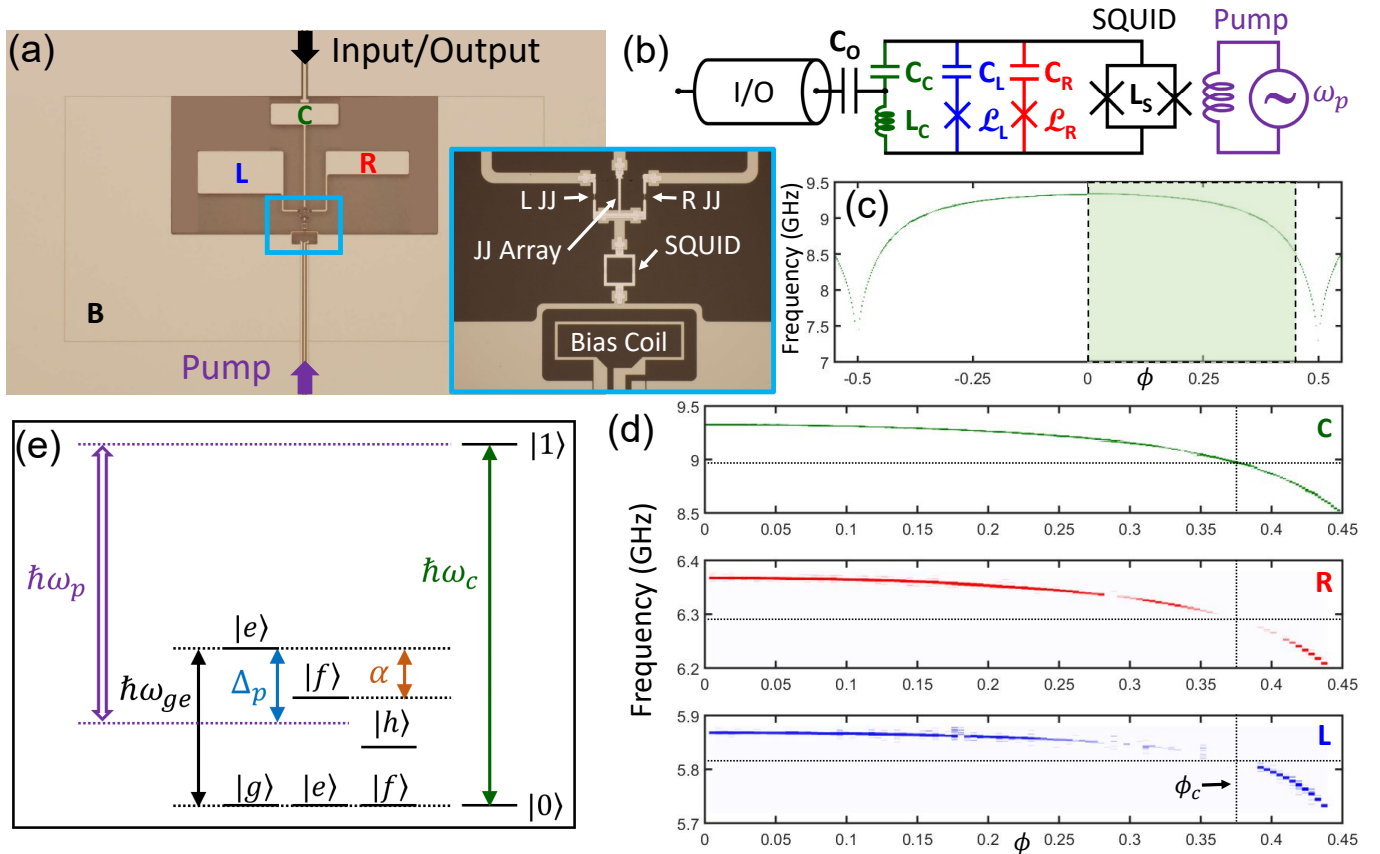 (a)
Input/Output
C
L
R
B
Pump
L JJ
R JJ
JJ Array
SQUID
Bias Coil
(b)
C_O
I/O
C_C
L_C
C_L
ℒ_L
C_R
ℒ_R
SQUID
L_S
Pump
ω_p
(c)
Frequency (GHz)
9.5
9
8.5
8
7.5
7
-0.5
-0.25
0
ϕ
0.25
0.5
(e)
|1⟩
ℏω_p
ℏω_c
|e⟩
ℏω_ge
Δ_p
|f⟩
α
|h⟩
|g⟩
|e⟩
|f⟩
|0⟩
(d)
Frequency (GHz)
C
9.5
9
8.5
0 0.05 0.1 0.15 0.2 0.25 0.3 0.35 0.4 0.45
R
6.4
6.3
6.2
0 0.05 0.1 0.15 0.2 0.25 0.3 0.35 0.4 0.45
L
5.9
5.8
5.7
ϕ_c
0 0.05 0.1 0.15 0.2 0.25 0.3 0.35 0.4 0.45
ϕ